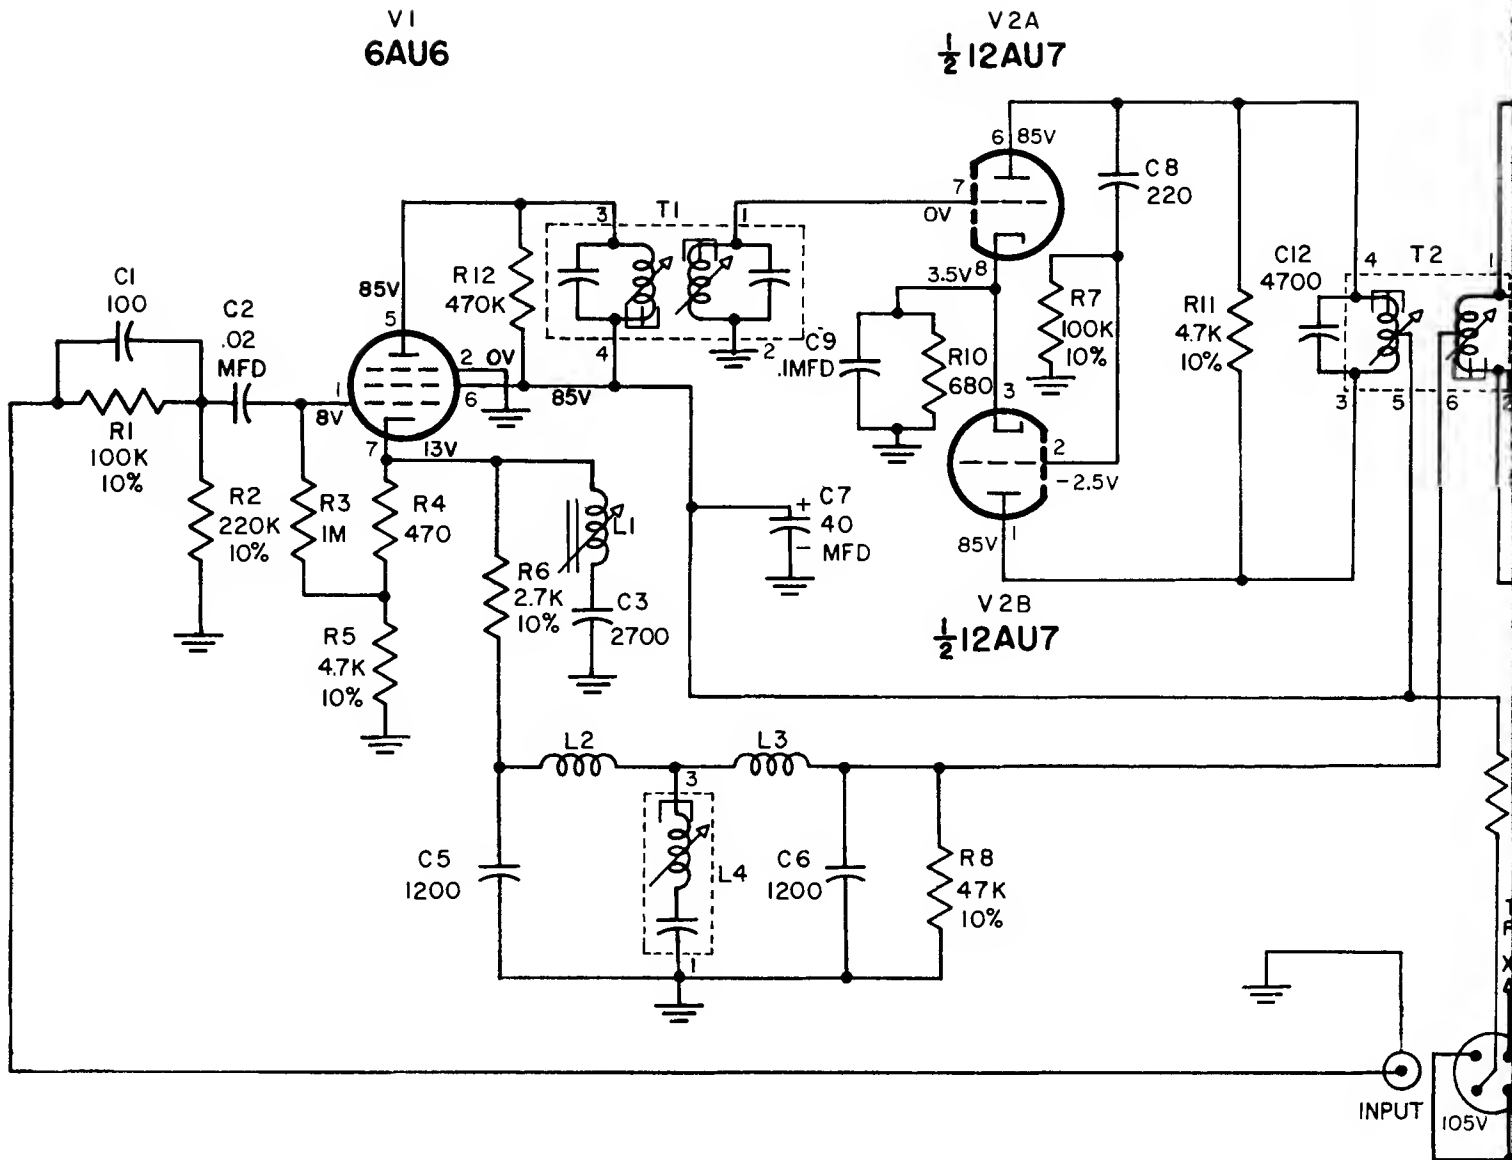 V1
6AU6
V2A
½ 12AU7
6 85V
7
0V
C8
220
3.5V 8
R7
100K
10%
C9
.1MFD
R10
680
3
2
-2.5V
85V 1
V2B
½ 12AU7
R11
4.7K
10%
C12
4700
4
T2
1
3
5
6
2
3
T1
1
R12
470K
4
2
85V
5
2 0V
6
85V
C1
100
C2
.02
MFD
1
8V
7
13V
R1
100K
10%
R2
220K
10%
R3
1M
R4
470
L1
R6
2.7K
10%
C3
2700
R5
4.7K
10%
+ C7
40
- MFD
L2
L3
3
L4
1
C5
1200
C6
1200
R8
47K
10%
INPUT
105V